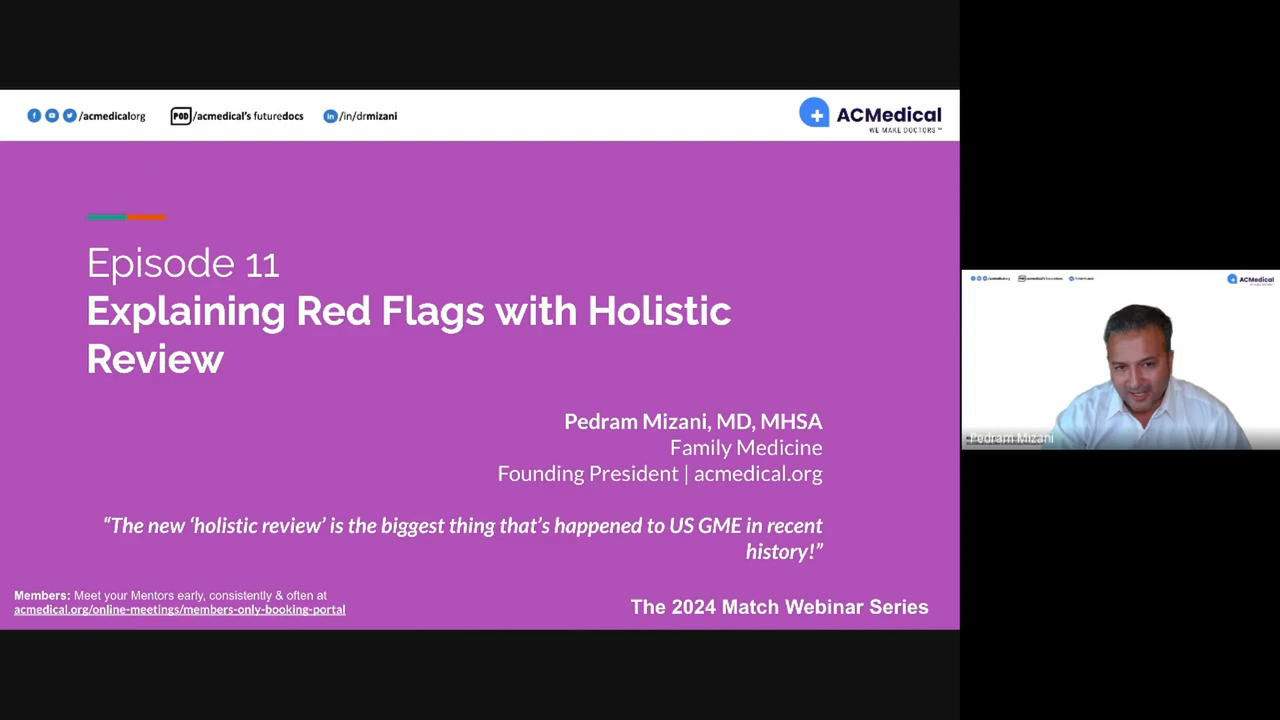 /acmedicalorg
POD /acmedical's futuredocs
in /in/drmizani
ACMedical
WE MAKE DOCTORS™
Episode 11
Explaining Red Flags with Holistic
Review
Pedram Mizani, MD, MHSA
Family Medicine
Founding President | acmedical.org
“The new ‘holistic review’ is the biggest thing that’s happened to US GME in recent
history!”
Members: Meet your Mentors early, consistently & often at
acmedical.org/online-meetings/members-only-booking-portal
The 2024 Match Webinar Series
ACMedical
Pedram Mizani